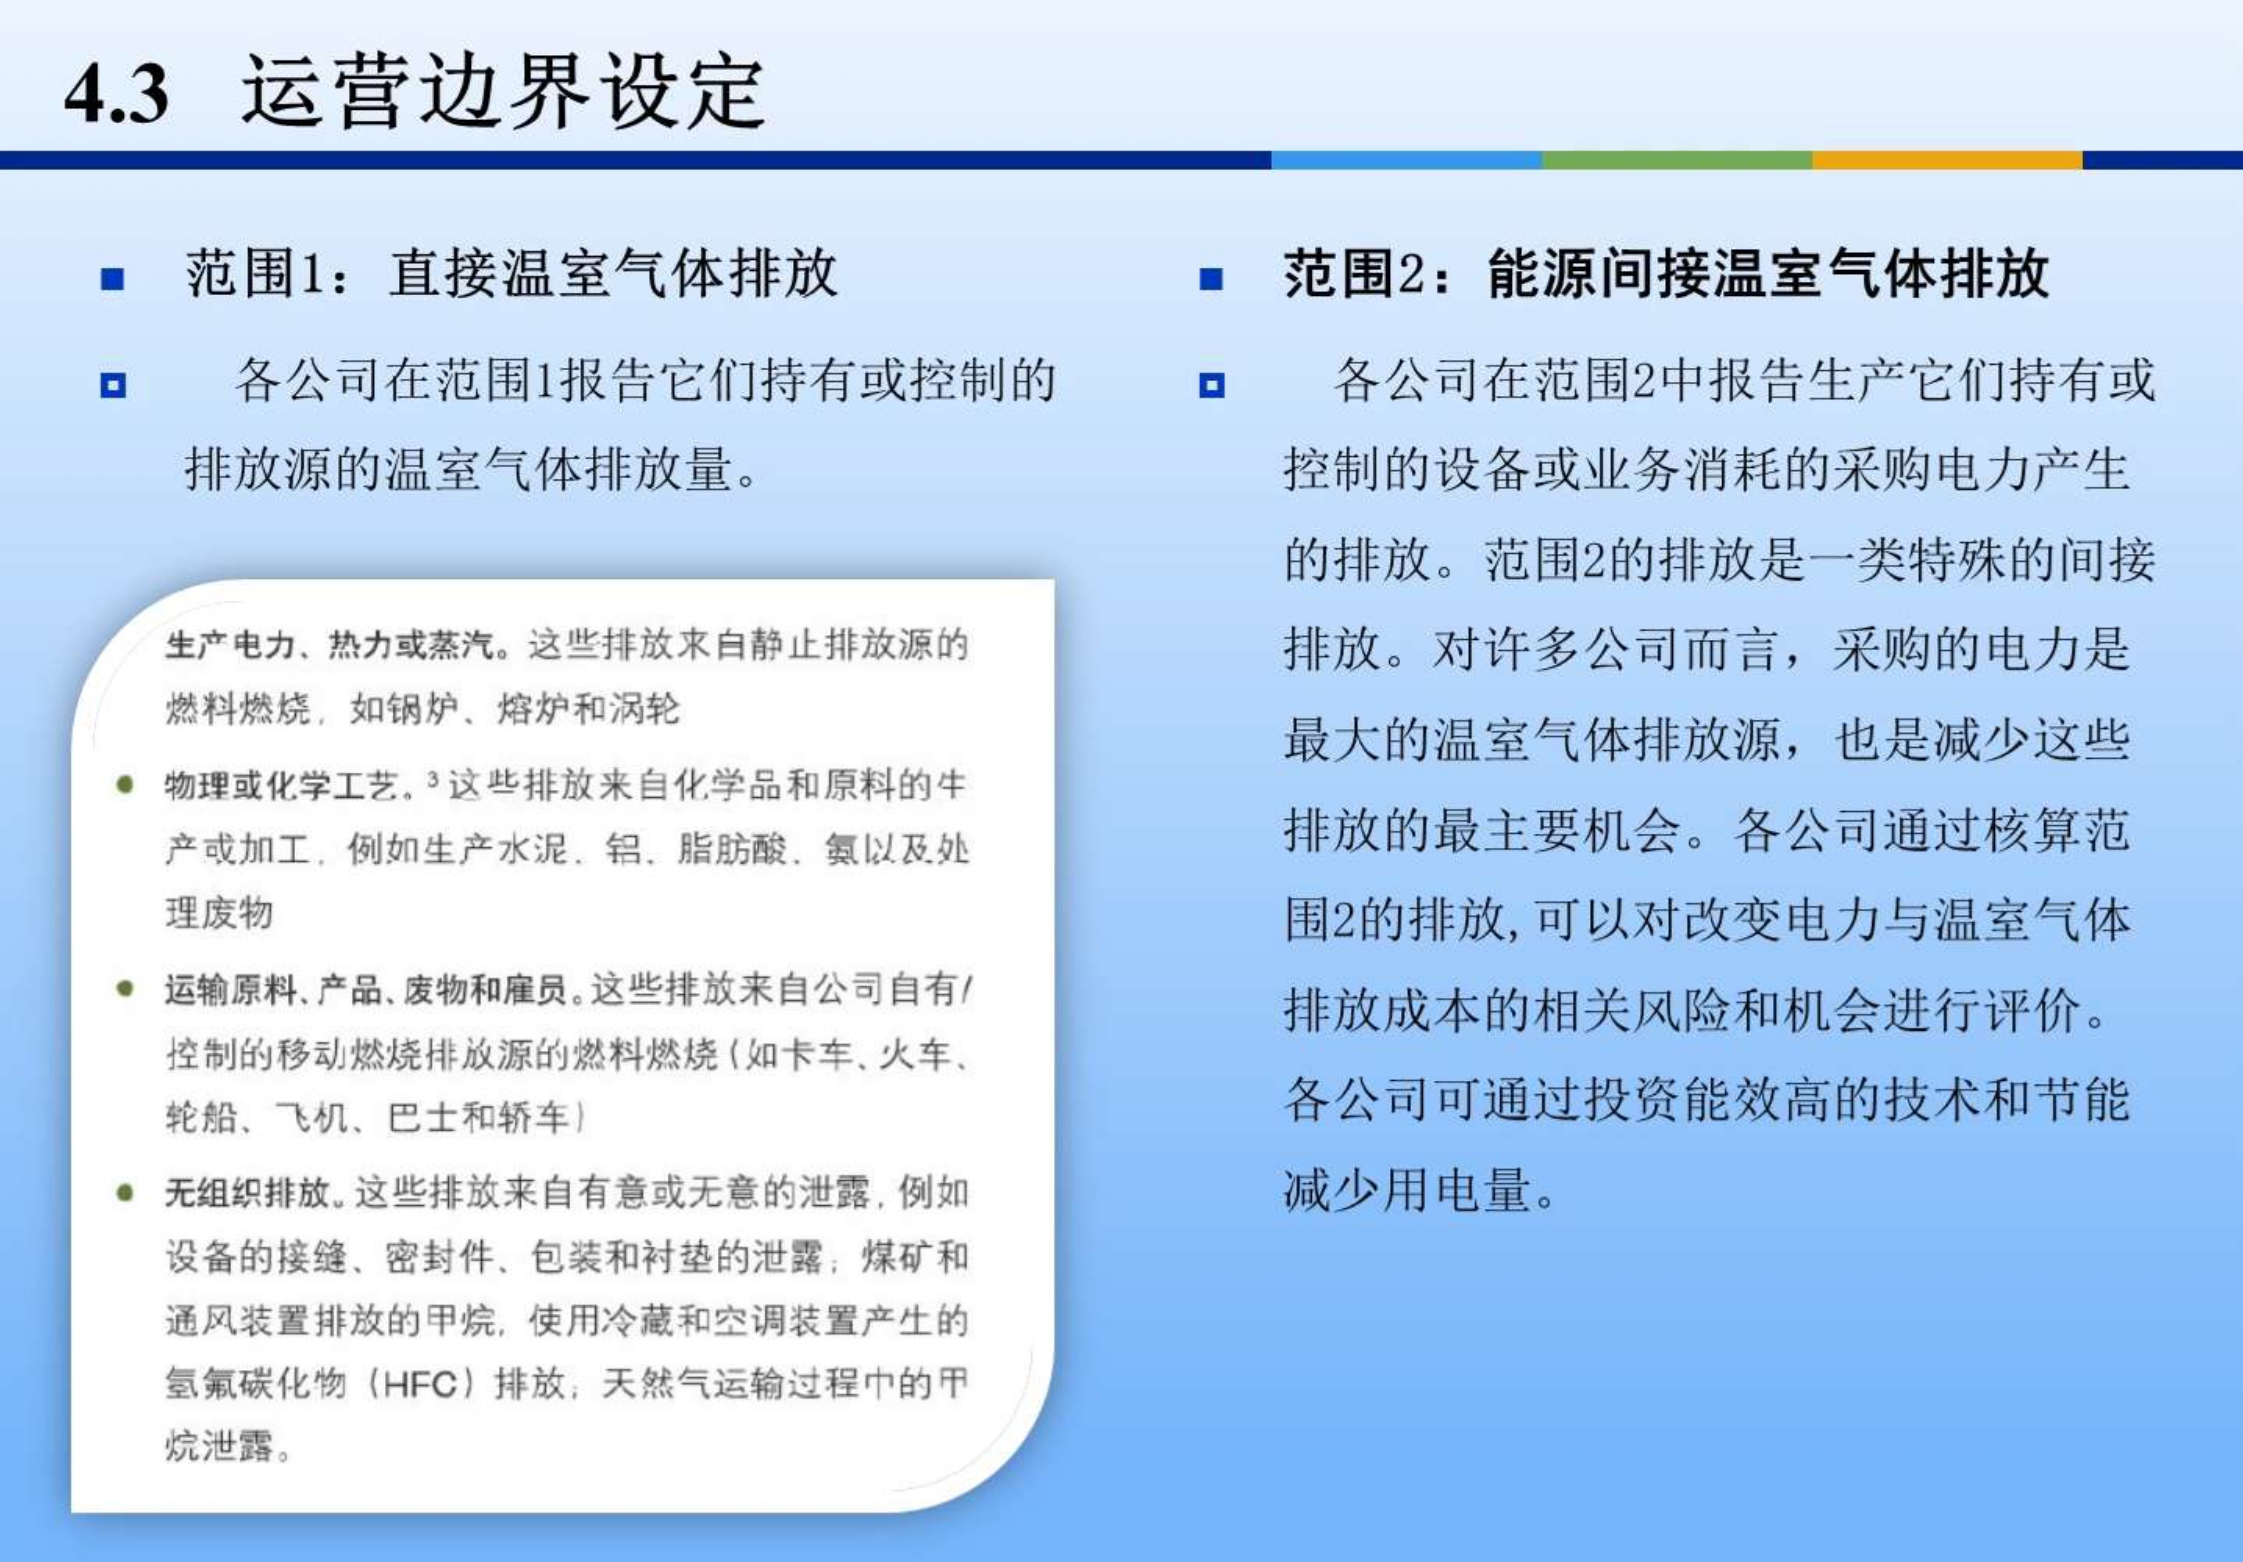 4.3 运营边界设定
范围1：直接温室气体排放
各公司在范围1报告它们持有或控制的
排放源的温室气体排放量。
生产电力、热力或蒸汽。这些排放来自静止排放源的
燃料燃烧，如锅炉、熔炉和涡轮
物理或化学工艺。³这些排放来自化学品和原料的生
产或加工，例如生产水泥、铝、脂肪酸、氨以及处
理废物
运输原料、产品、废物和雇员。这些排放来自公司自有/
控制的移动燃烧排放源的燃料燃烧（如卡车、火车、
轮船、飞机、巴士和轿车）
无组织排放。这些排放来自有意或无意的泄露，例如
设备的接缝、密封件、包装和衬垫的泄露；煤矿和
通风装置排放的甲烷，使用冷藏和空调装置产生的
氢氟碳化物（HFC）排放；天然气运输过程中的甲
烷泄露。
范围2：能源间接温室气体排放
各公司在范围2中报告生产它们持有或
控制的设备或业务消耗的采购电力产生
的排放。范围2的排放是一类特殊的间接
排放。对许多公司而言，采购的电力是
最大的温室气体排放源，也是减少这些
排放的最主要机会。各公司通过核算范
围2的排放,可以对改变电力与温室气体
排放成本的相关风险和机会进行评价。
各公司可通过投资能效高的技术和节能
减少用电量。